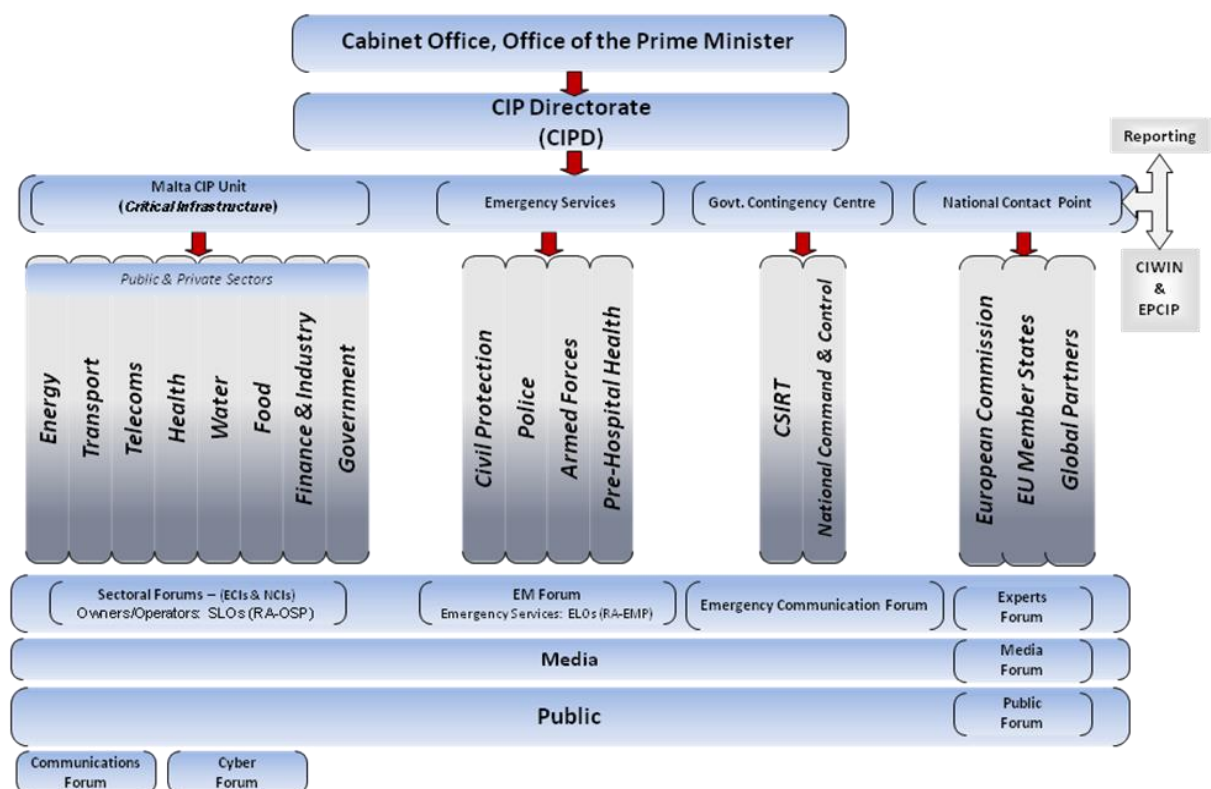 Cabinet Office, Office of the Prime Minister
CIP Directorate
(CIPD)
Reporting
Malta CIP Unit
(Critical Infrastructure)
Emergency Services
Govt. Contingency Centre
National Contact Point
CIWIN
&
EPCIP
Public & Private Sectors
Energy
Transport
Telecoms
Health
Water
Food
Finance & Industry
Government
Civil Protection
Police
Armed Forces
Pre-Hospital Health
CSIRT
National Command & Control
European Commission
EU Member States
Global Partners
Sectoral Forums – (ECIs & NCIs)
Owners/Operators: SLOs (RA-OSP)
EM Forum
Emergency Services: ELOs (RA-EMP)
Emergency Communication Forum
Experts
Forum
Media
Media
Forum
Public
Public
Forum
Communications
Forum
Cyber
Forum